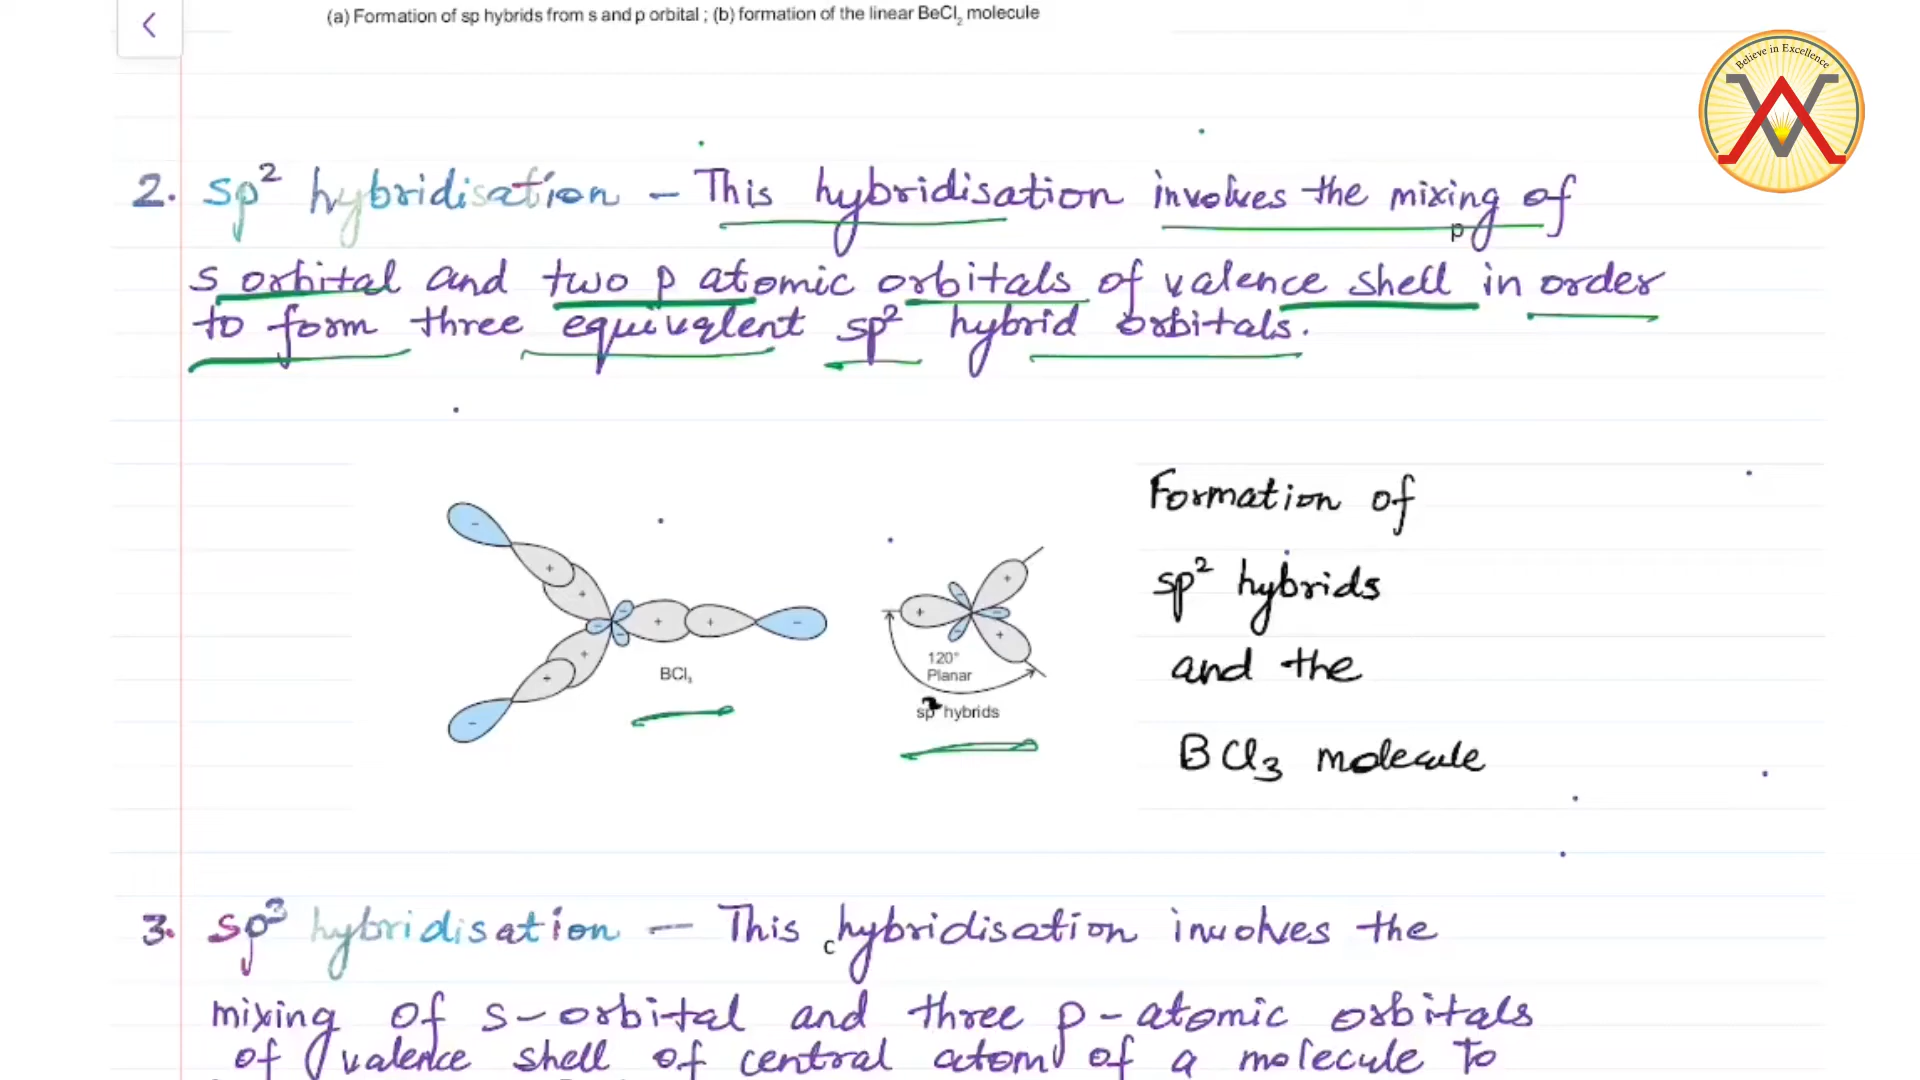 (a) Formation of sp hybrids from s and p orbital ; (b) formation of the linear BeCl₂ molecule
Believe in Excellence
2. sp² hybridisation – This hybridisation involves the mixing of
p
s orbital and two p atomic orbitals of valence shell in order
to form three equivalent sp² hybrid orbitals.
Formation of
sp² hybrids
and the
BCl₃ molecule
- + + - - - + + - + + -
BCl₃
+ + + - - -
120°
Planar
sp² hybrids
3. sp³ hybridisation — This hybridisation involves the
c
mixing of s-orbital and three p-atomic orbitals
of valence shell of central atom of a molecule to